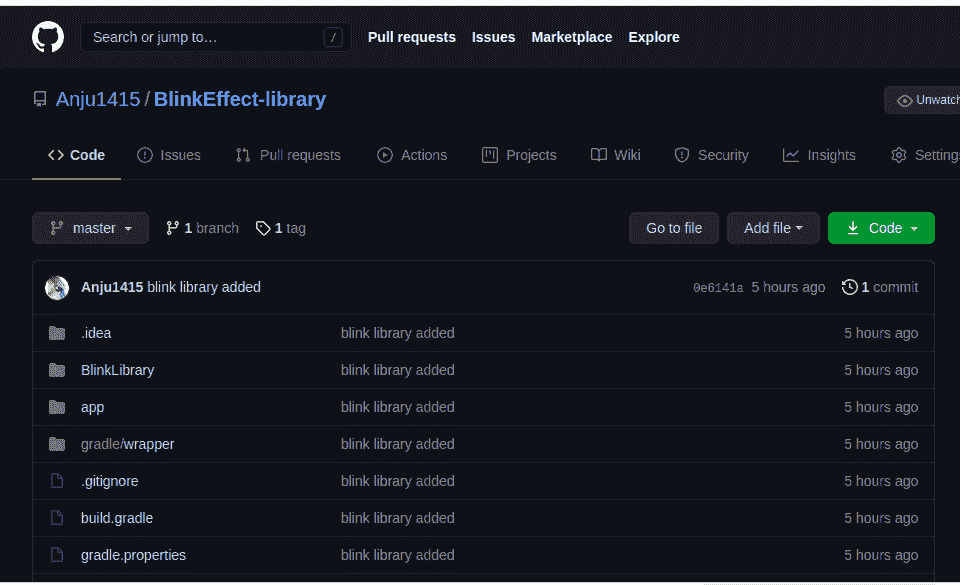 Search or jump to… /
Pull requests Issues Marketplace Explore
Anju1415 / BlinkEffect-library
Unwatch
Code Issues Pull requests Actions Projects Wiki Security Insights Settings
master 1 branch 1 tag Go to file Add file Code
Anju1415 blink library added 0e6141a 5 hours ago 1 commit
.idea blink library added 5 hours ago
BlinkLibrary blink library added 5 hours ago
app blink library added 5 hours ago
gradle/wrapper blink library added 5 hours ago
.gitignore blink library added 5 hours ago
build.gradle blink library added 5 hours ago
gradle.properties blink library added 5 hours ago